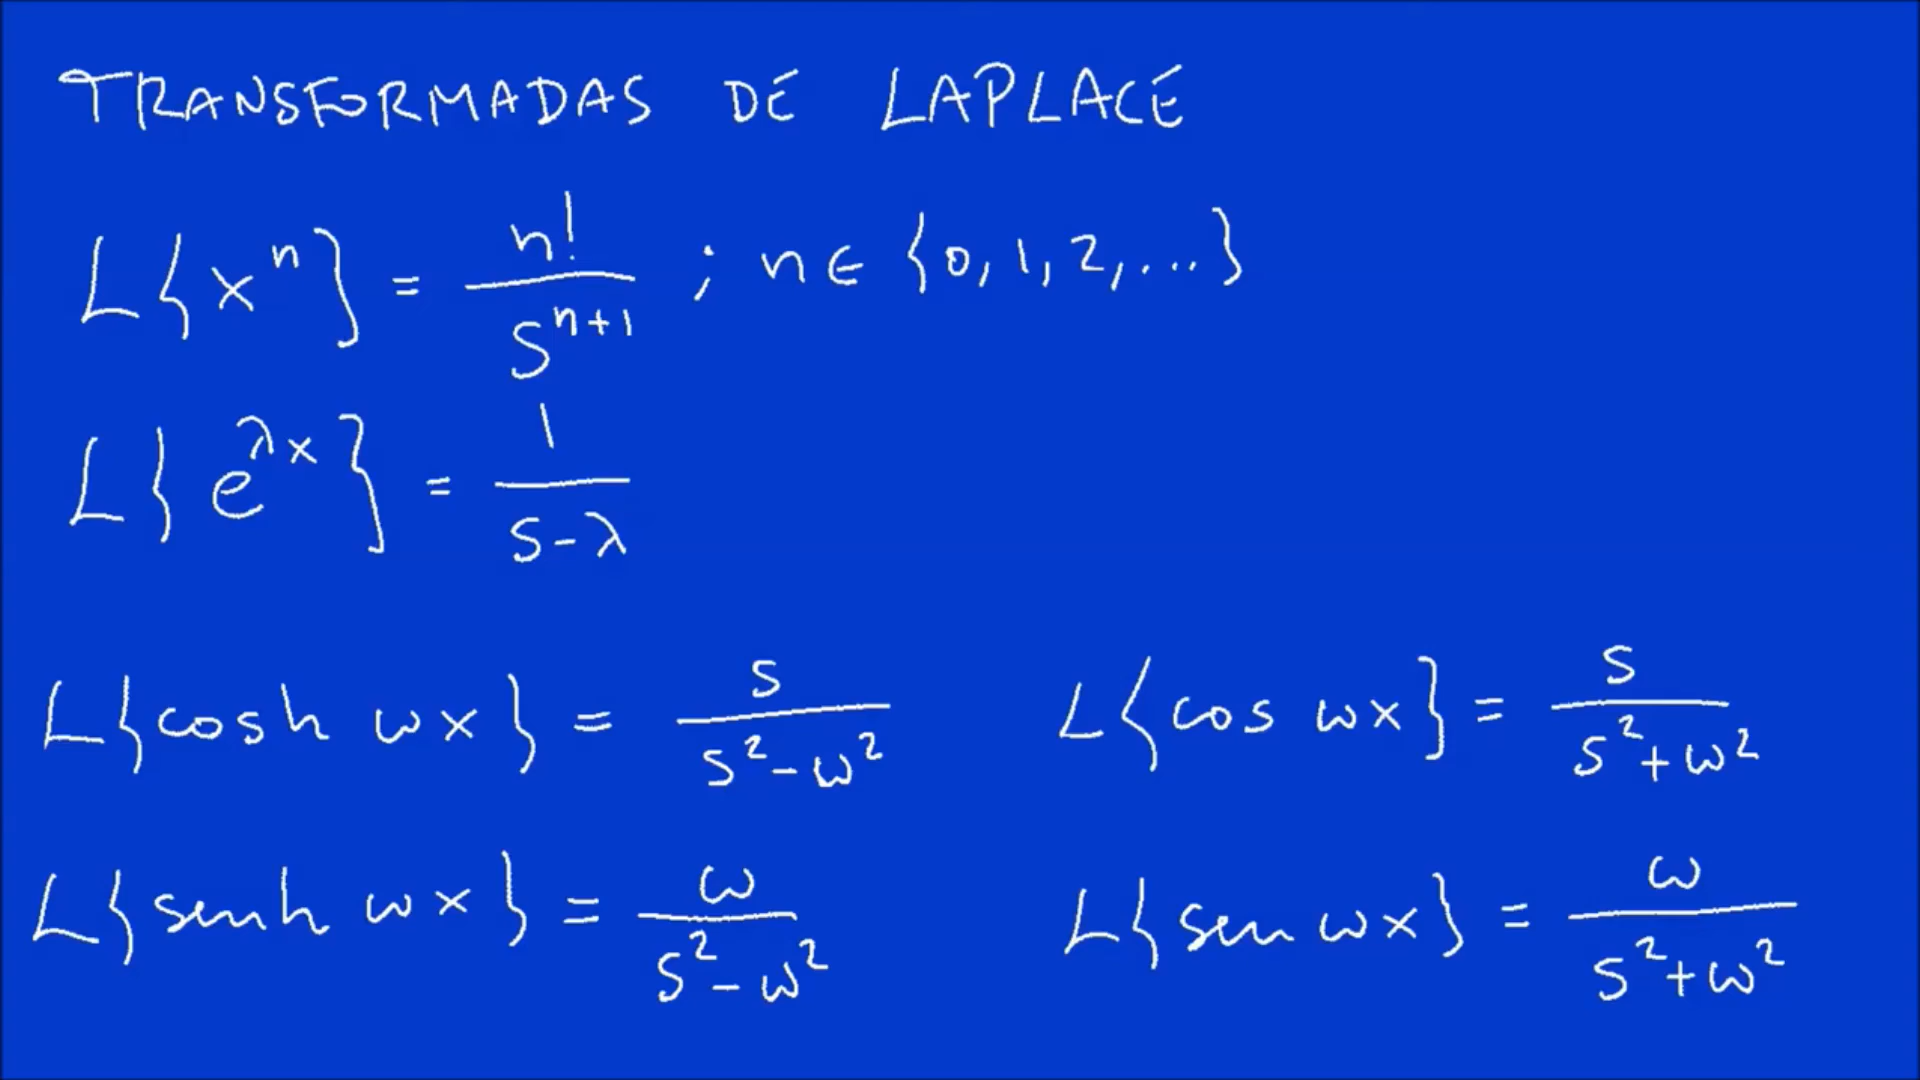 TRANSFORMADAS DE LAPLACE
L{xⁿ} = n!/sⁿ⁺¹ ; n ∈ {0, 1, 2, ...}
L{e^{λx}} = 1/(s-λ)
L{cosh ωx} = s/(s²-ω²)
L{cos ωx} = s/(s²+ω²)
L{senh ωx} = ω/(s²-ω²)
L{sen ωx} = ω/(s²+ω²)